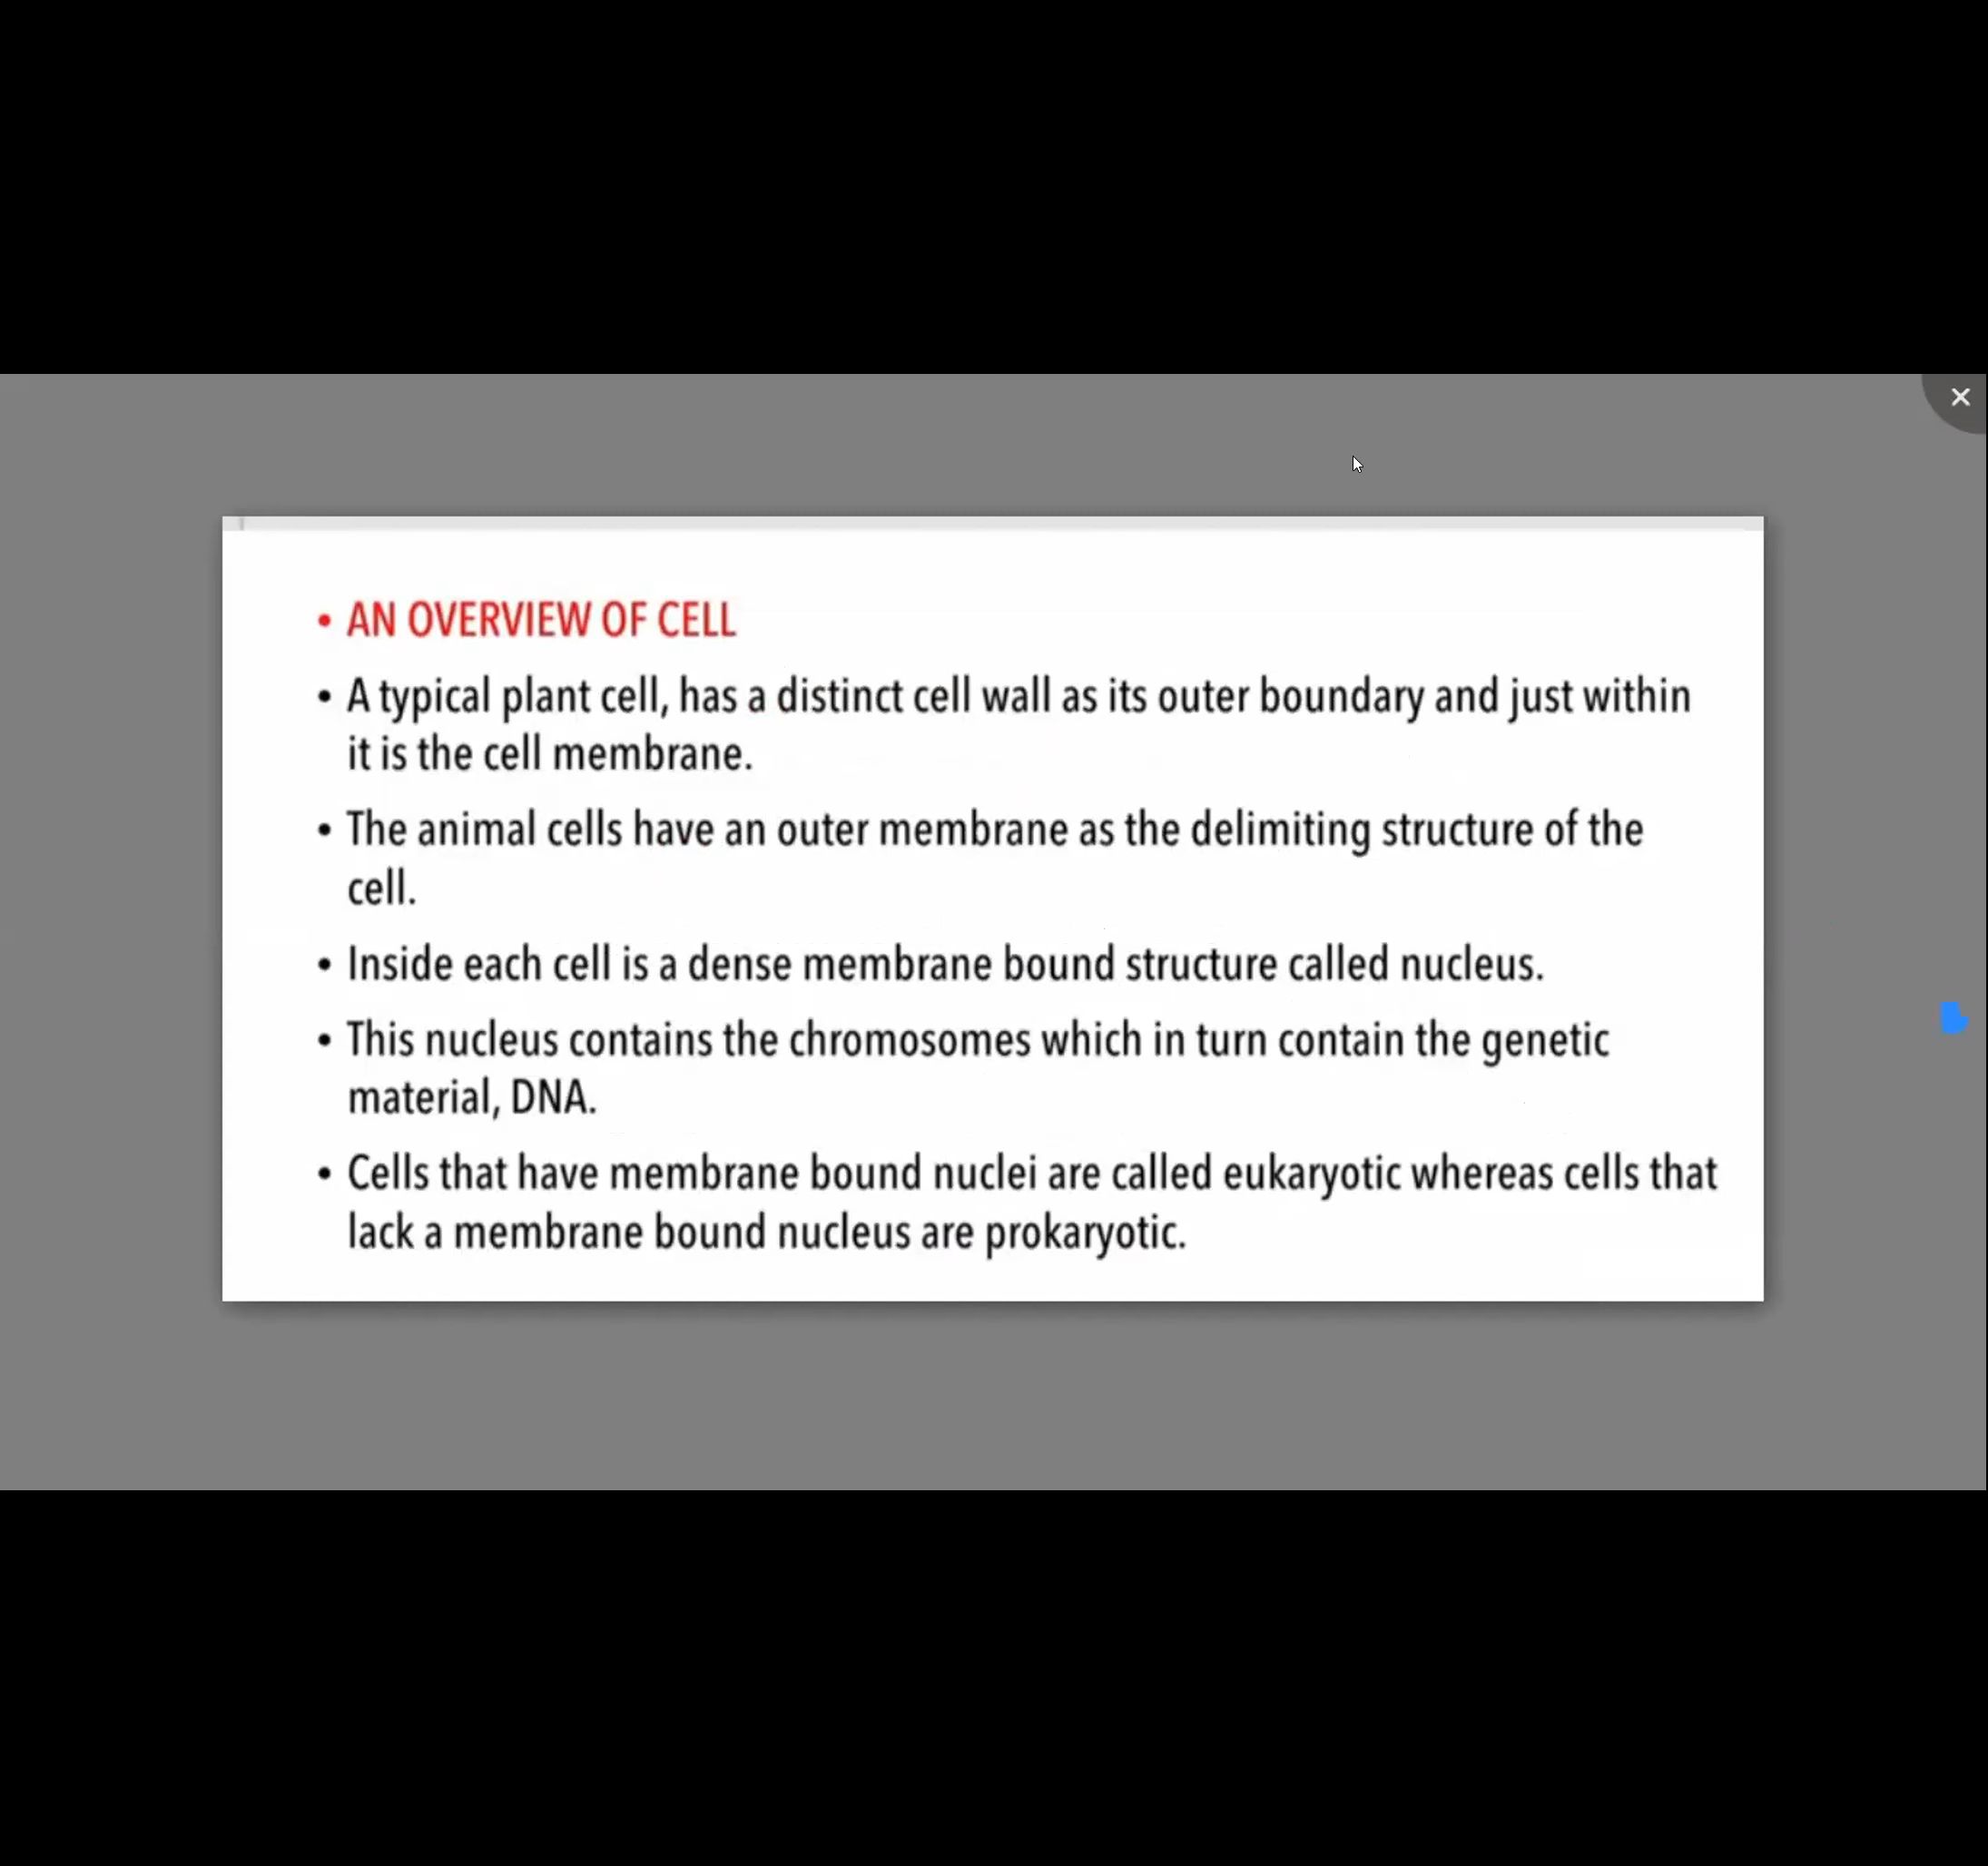 • AN OVERVIEW OF CELL
• A typical plant cell, has a distinct cell wall as its outer boundary and just within
it is the cell membrane.
• The animal cells have an outer membrane as the delimiting structure of the
cell.
• Inside each cell is a dense membrane bound structure called nucleus.
• This nucleus contains the chromosomes which in turn contain the genetic
material, DNA.
• Cells that have membrane bound nuclei are called eukaryotic whereas cells that
lack a membrane bound nucleus are prokaryotic.